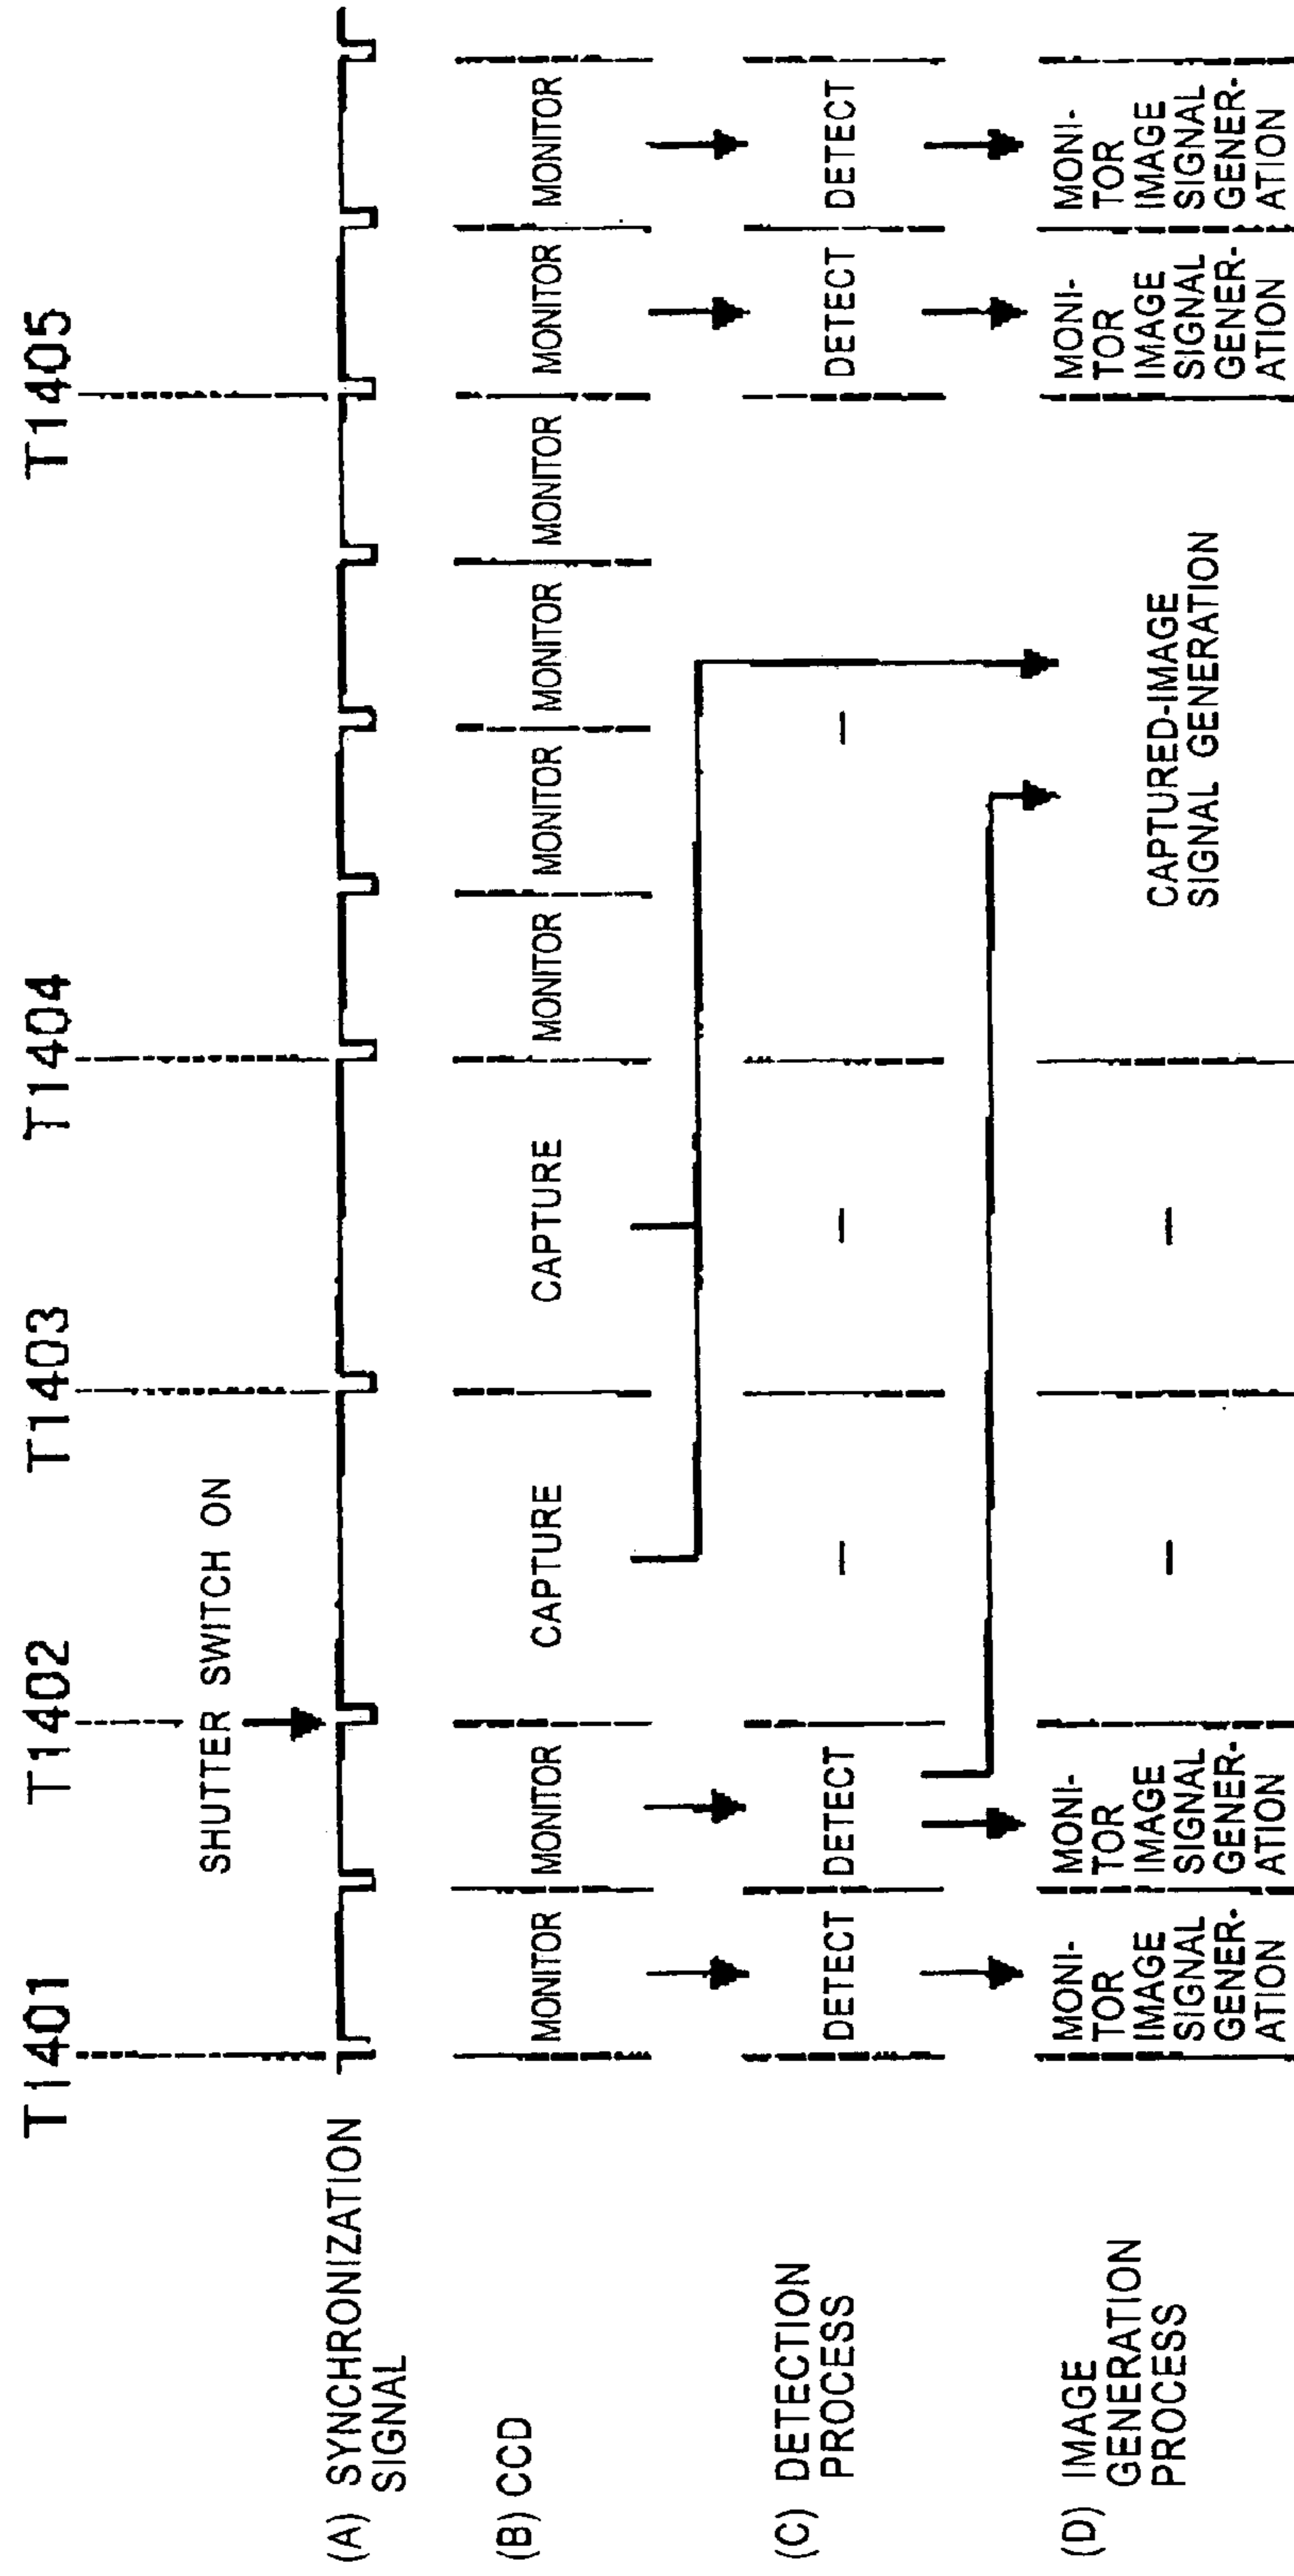 T1401
T1402
T1403
T1404
T1405
SHUTTER SWITCH ON
(A) SYNCHRONIZATION
SIGNAL
(B) CCD
MONITOR
MONITOR
CAPTURE
CAPTURE
MONITOR
MONITOR
MONITOR
MONITOR
MONITOR
MONITOR
(C) DETECTION
PROCESS
DETECT
DETECT
–
–
–
DETECT
DETECT
(D) IMAGE
GENERATION
PROCESS
MONI-
TOR
IMAGE
SIGNAL
GENER-
ATION
MONI-
TOR
IMAGE
SIGNAL
GENER-
ATION
–
–
CAPTURED-IMAGE
SIGNAL GENERATION
MONI-
TOR
IMAGE
SIGNAL
GENER-
ATION
MONI-
TOR
IMAGE
SIGNAL
GENER-
ATION